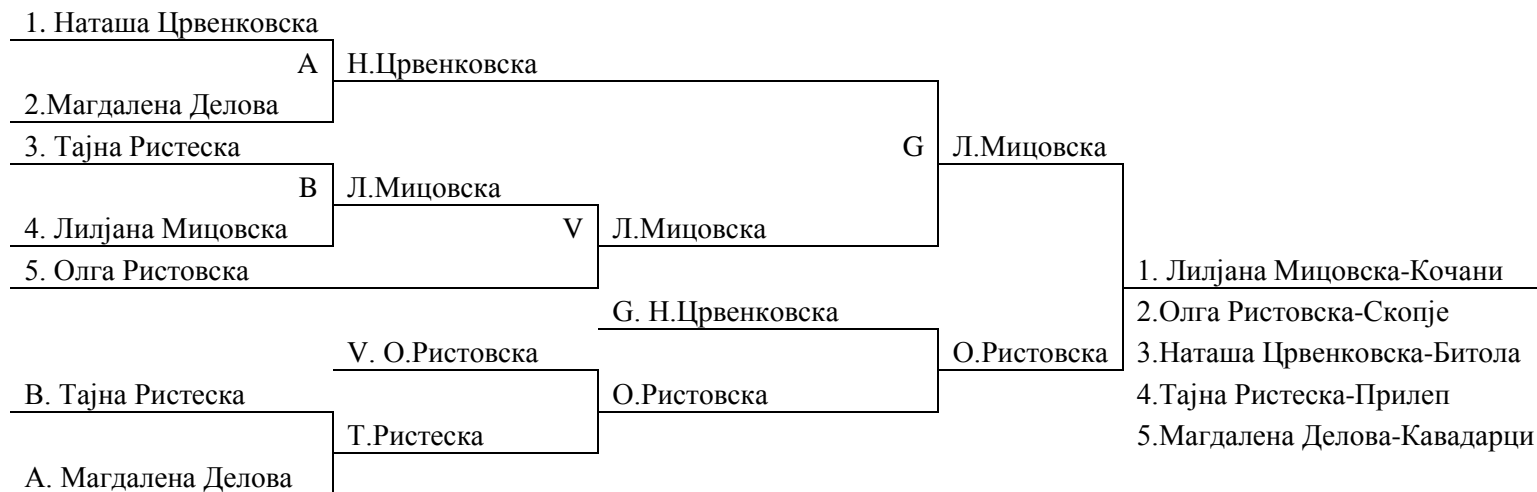 1. Наташа Црвенковска
A
Н.Црвенковска
2.Магдалена Делова
3. Тајна Ристеска
G
Л.Мицовска
B
Л.Мицовска
4. Лилјана Мицовска
V
Л.Мицовска
5. Олга Ристовска
1. Лилјана Мицовска-Кочани
G. Н.Црвенковска
2.Олга Ристовска-Скопје
V. О.Ристовска
О.Ристовска
3.Наташа Црвенковска-Битола
B. Тајна Ристеска
О.Ристовска
4.Тајна Ристеска-Прилеп
Т.Ристеска
5.Магдалена Делова-Кавадарци
A. Магдалена Делова